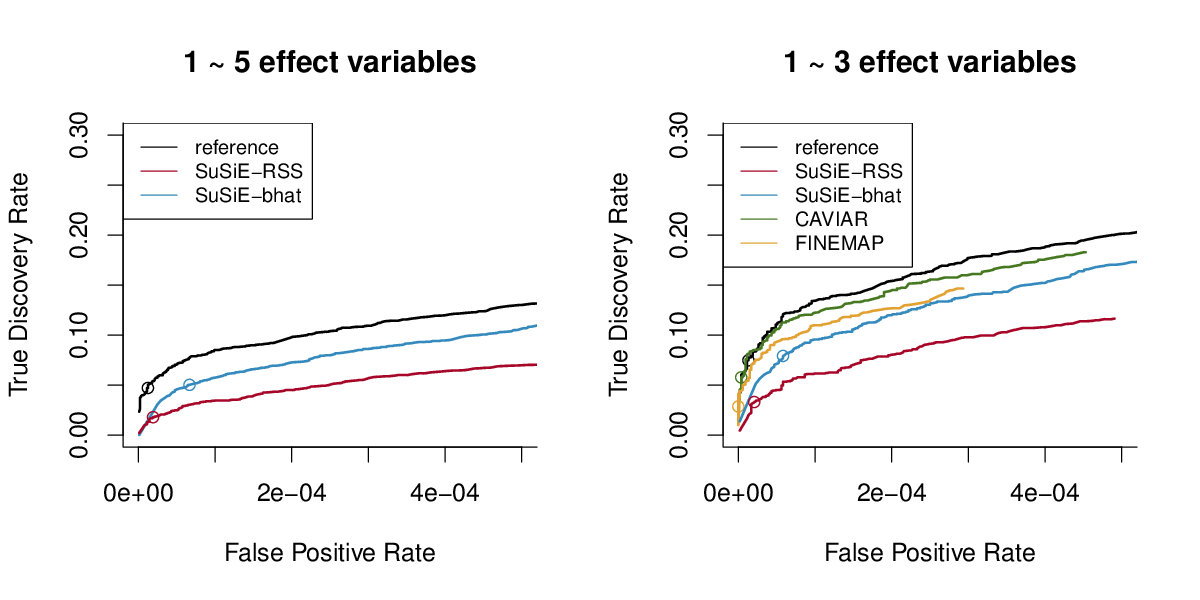 1 ~ 5 effect variables
True Discovery Rate
0.30
0.20
0.10
0.00
reference
SuSiE−RSS
SuSiE−bhat
0e+00
2e−04
4e−04
False Positive Rate
1 ~ 3 effect variables
True Discovery Rate
0.30
0.20
0.10
0.00
reference
SuSiE−RSS
SuSiE−bhat
CAVIAR
FINEMAP
0e+00
2e−04
4e−04
False Positive Rate